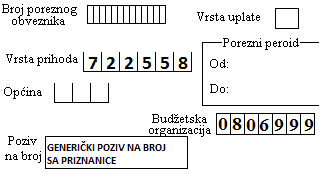 Broj poreznog
obveznika
Vrsta uplate
Porezni peroid
Vrsta prihoda 722558
Od:
Općina
Do:
Budžetska
organizacija 0806999
Poziv
na broj
GENERIČKI POZIV NA BROJ
SA PRIZNANICE